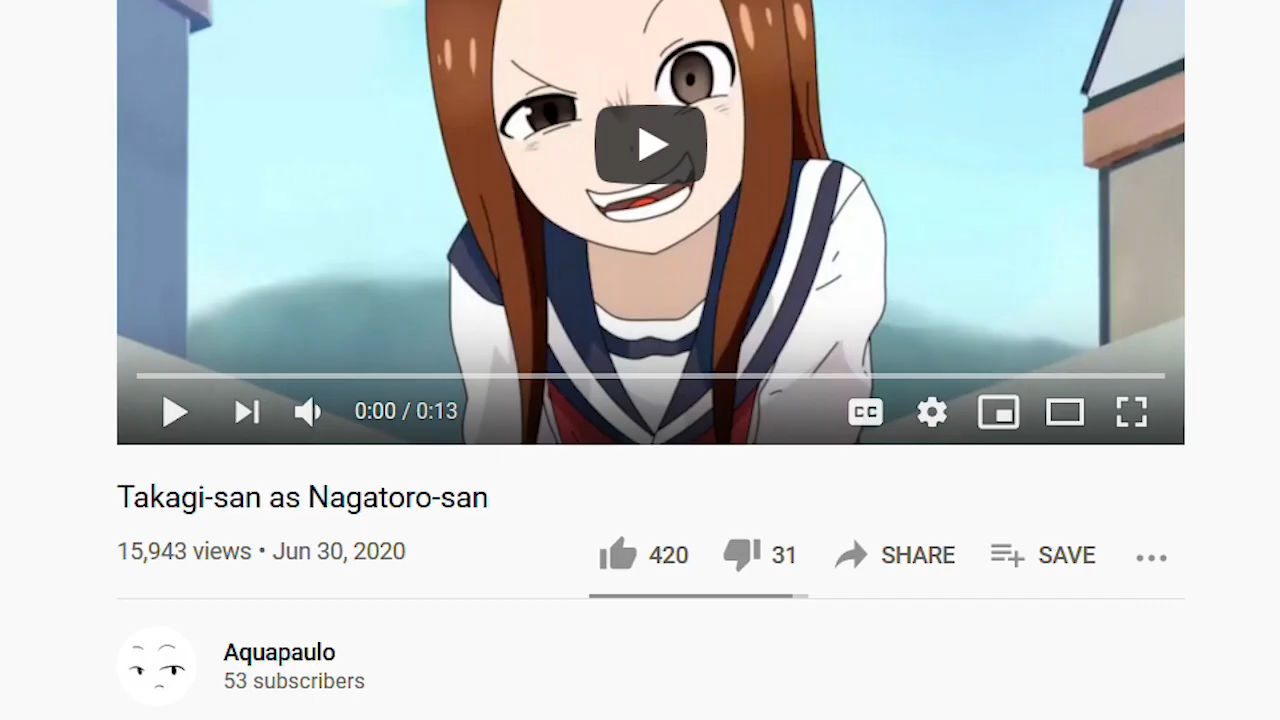 0:00 / 0:13
CC
Takagi-san as Nagatoro-san
15,943 views • Jun 30, 2020
420 31 SHARE SAVE
Aquapaulo
53 subscribers